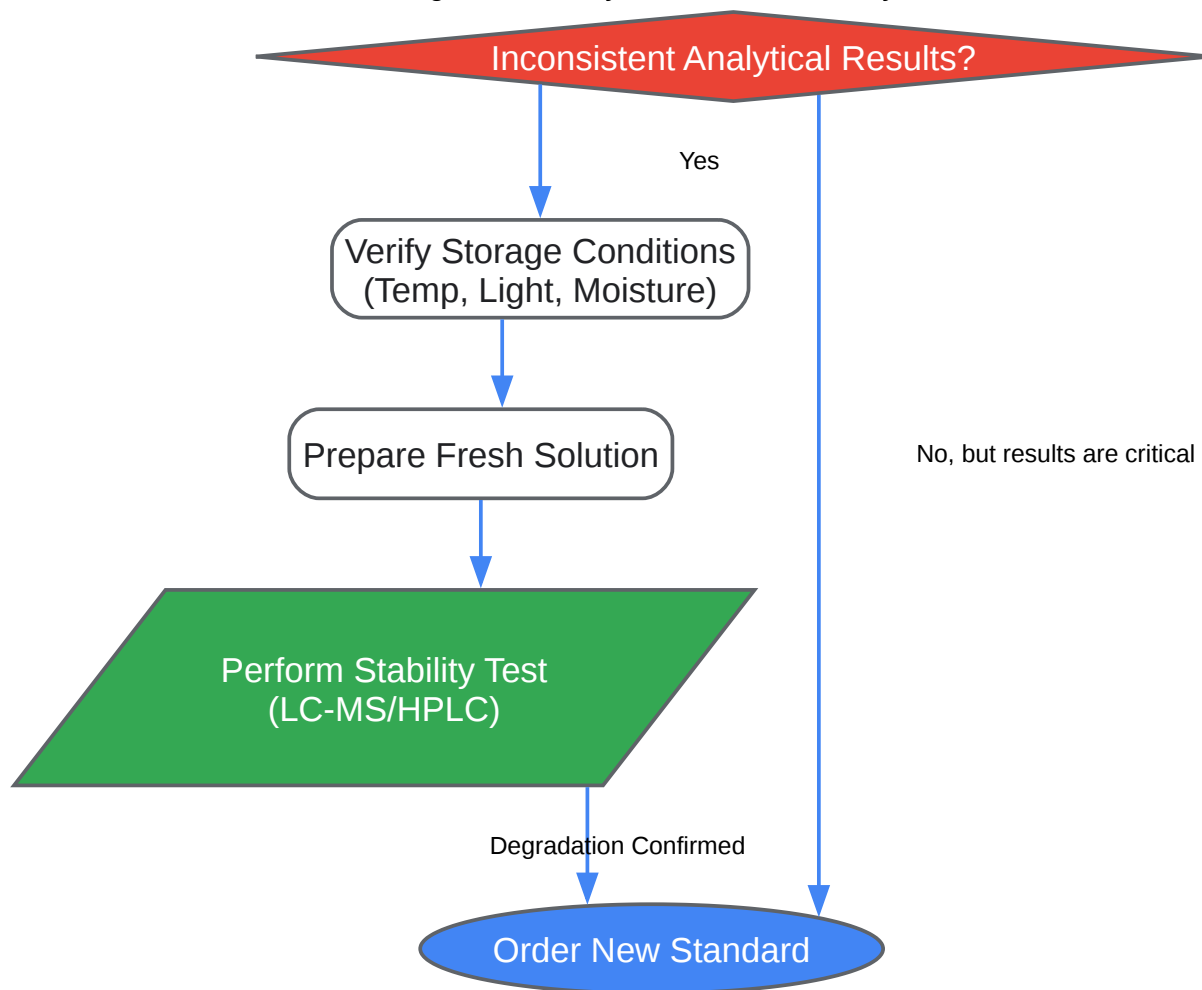 Inconsistent Analytical Results?
Yes
Verify Storage Conditions
(Temp, Light, Moisture)
Prepare Fresh Solution
No, but results are critical
Perform Stability Test
(LC-MS/HPLC)
Degradation Confirmed
Order New Standard